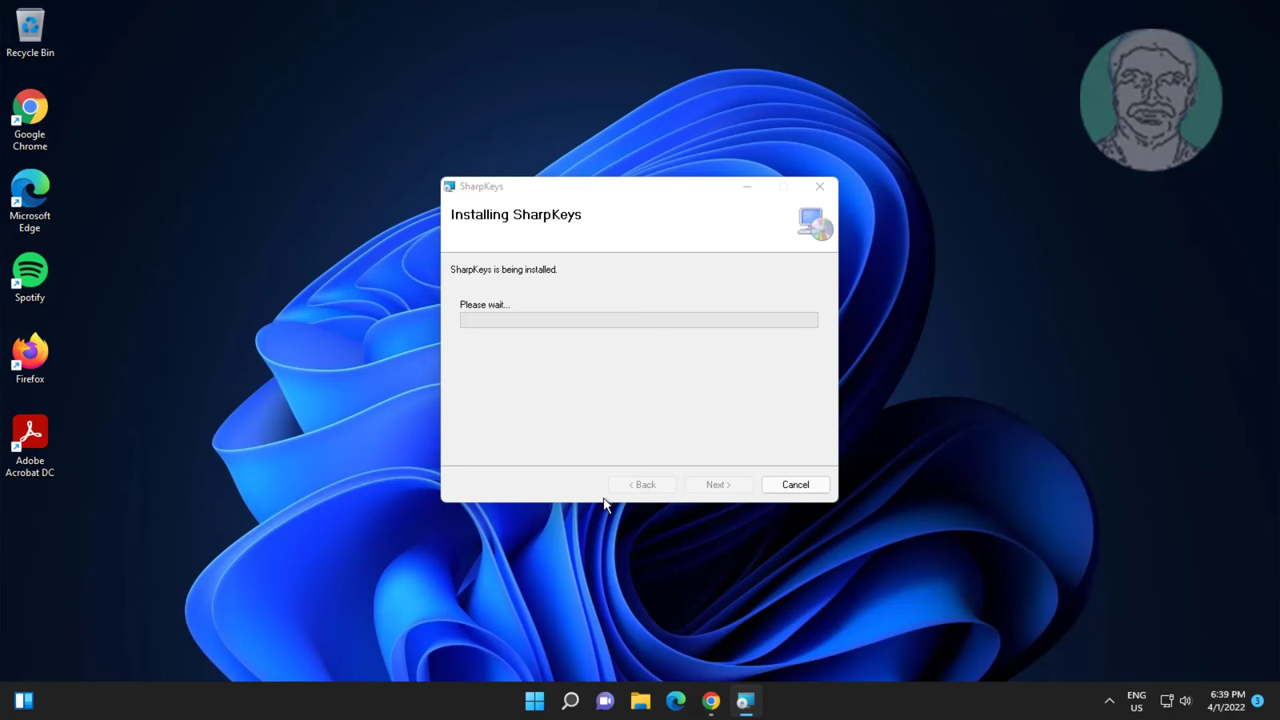 Recycle Bin
Google
Chrome
Microsoft
Edge
Spotify
Firefox
Adobe
Acrobat DC
SharpKeys
Installing SharpKeys
SharpKeys is being installed.
Please wait...
< Back
Next >
Cancel
ENG
US
6:39 PM
4/1/2022
3